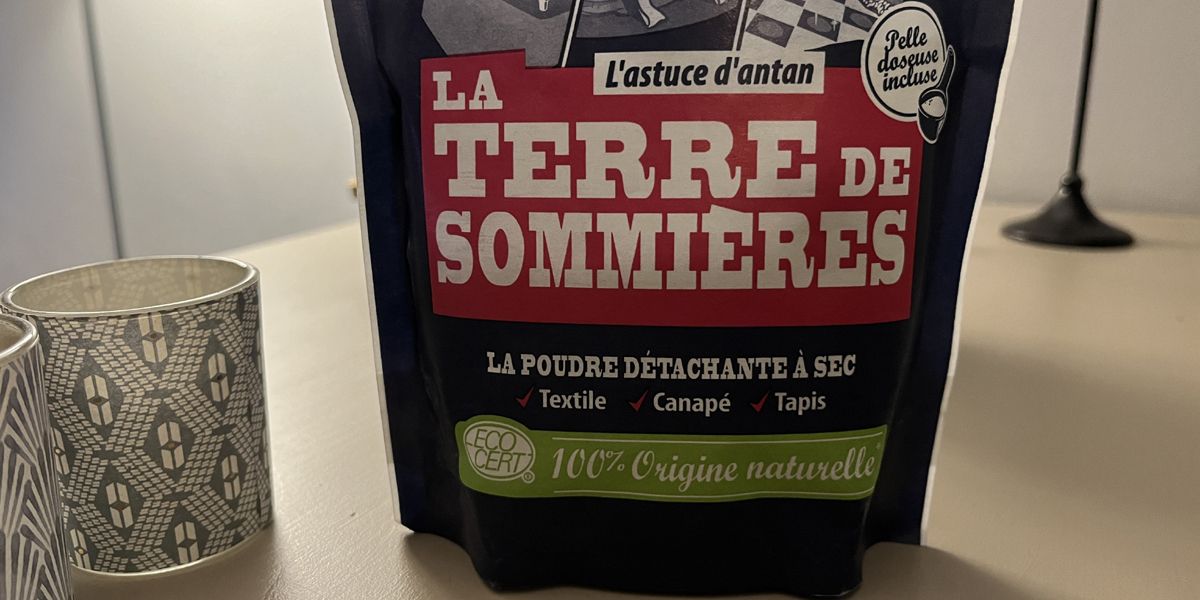 L'astuce d'antan
Pelle
doseuse
incluse
LA
TERRE DE
SOMMIÈRES
LA POUDRE DÉTACHANTE À SEC
Textile Canapé Tapis
ECO
CERT®
100% Origine naturelle*